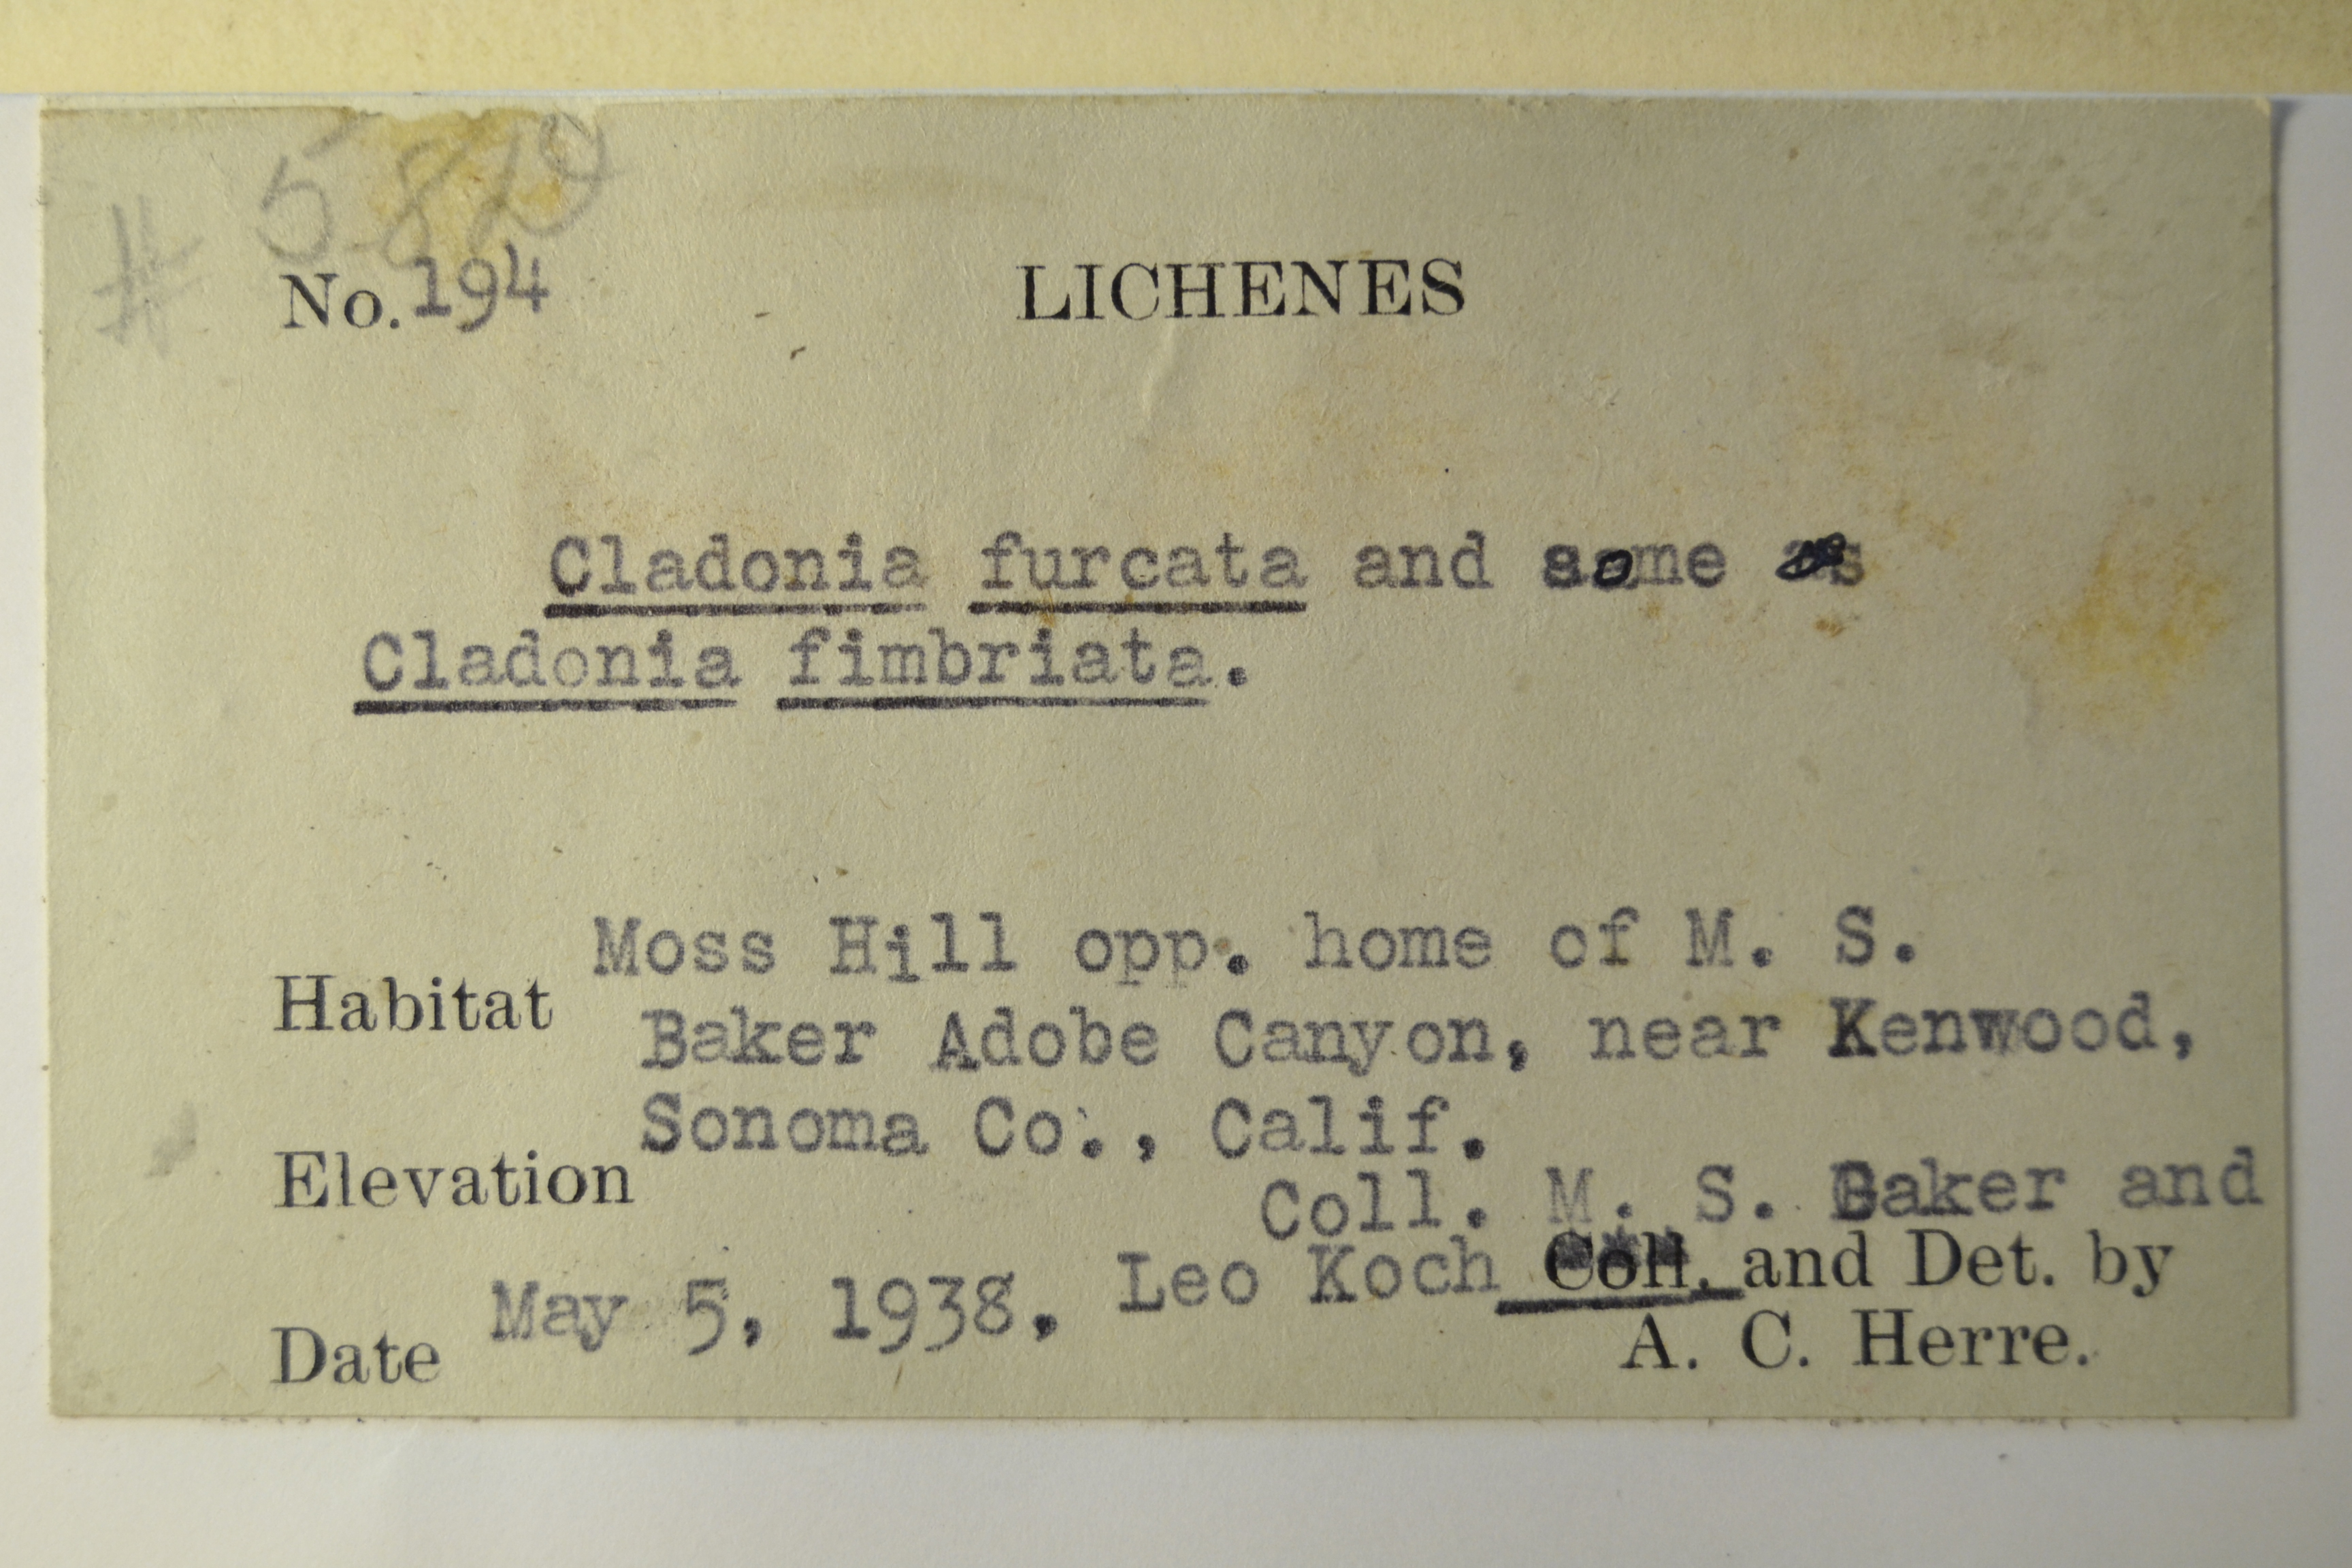 # 5820
No. 194 LICHENES
Cladonia furcata and some as
Cladonia fimbriata.
Habitat Moss Hill opp. home of M. S.
Baker Adobe Canyon, near Kenwood,
Sonoma Co., Calif.
Elevation
Coll. M. S. Baker and
Leo Koch Coll. and Det. by
Date May 5, 1938.
A. C. Herre.